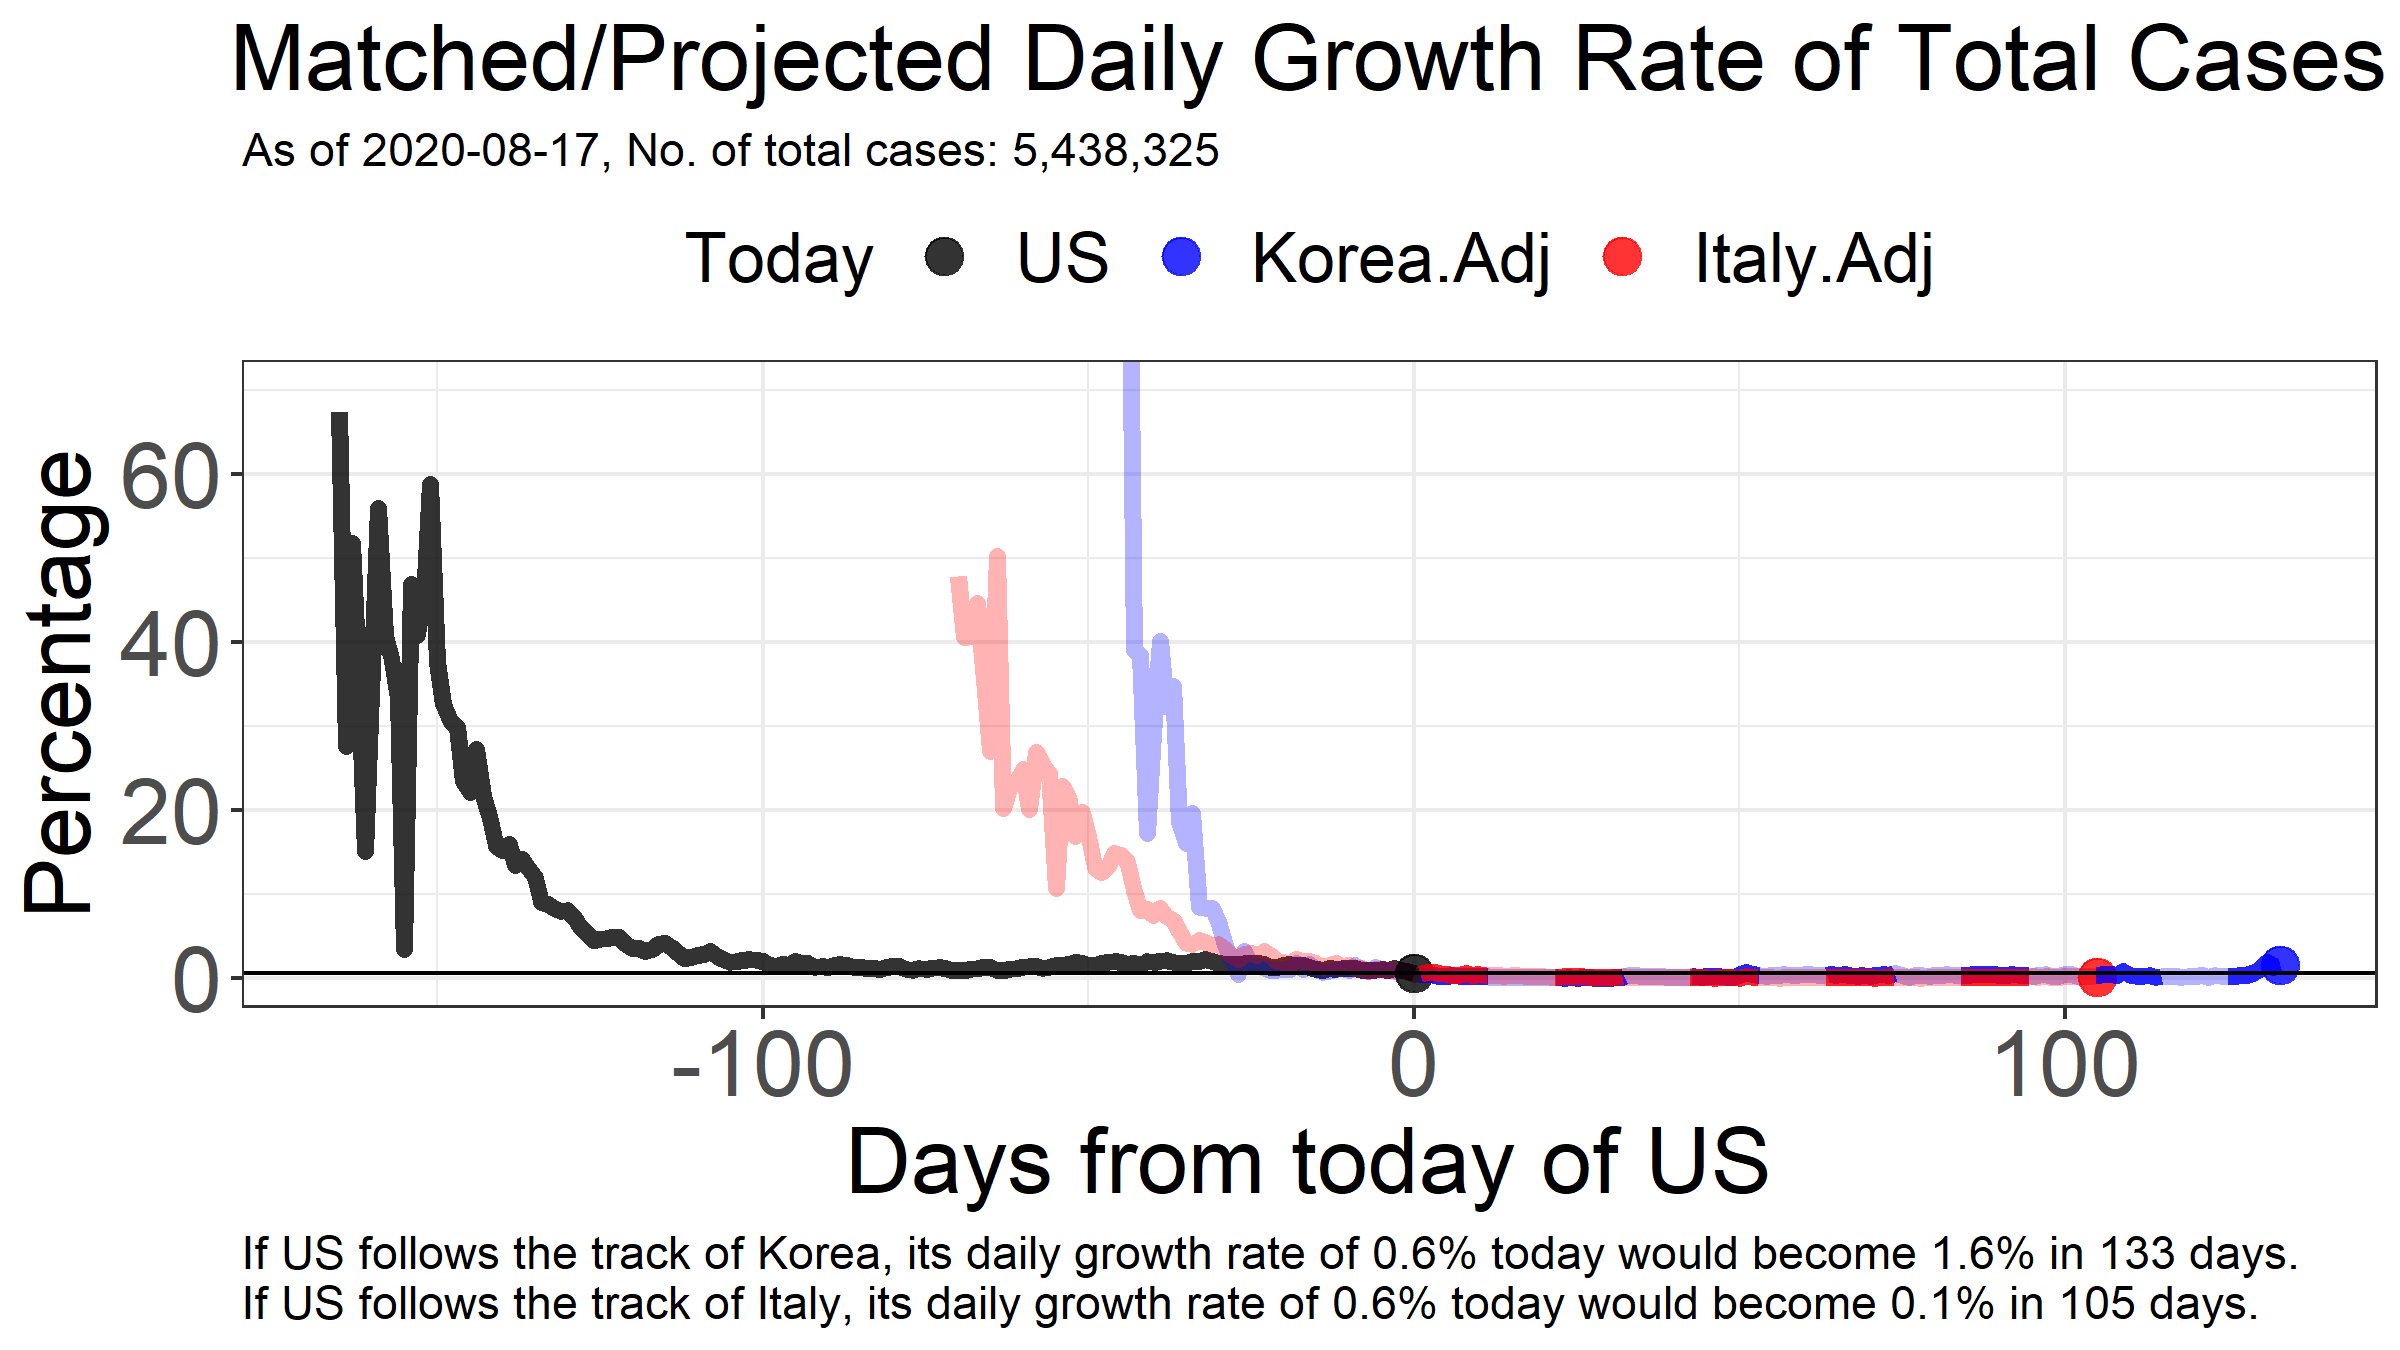 Matched/Projected Daily Growth Rate of Total Cases
As of 2020-08-17, No. of total cases: 5,438,325
Today US Korea.Adj Italy.Adj
Percentage
60
40
20
0
-100 0 100
Days from today of US
If US follows the track of Korea, its daily growth rate of 0.6% today would become 1.6% in 133 days.
If US follows the track of Italy, its daily growth rate of 0.6% today would become 0.1% in 105 days.